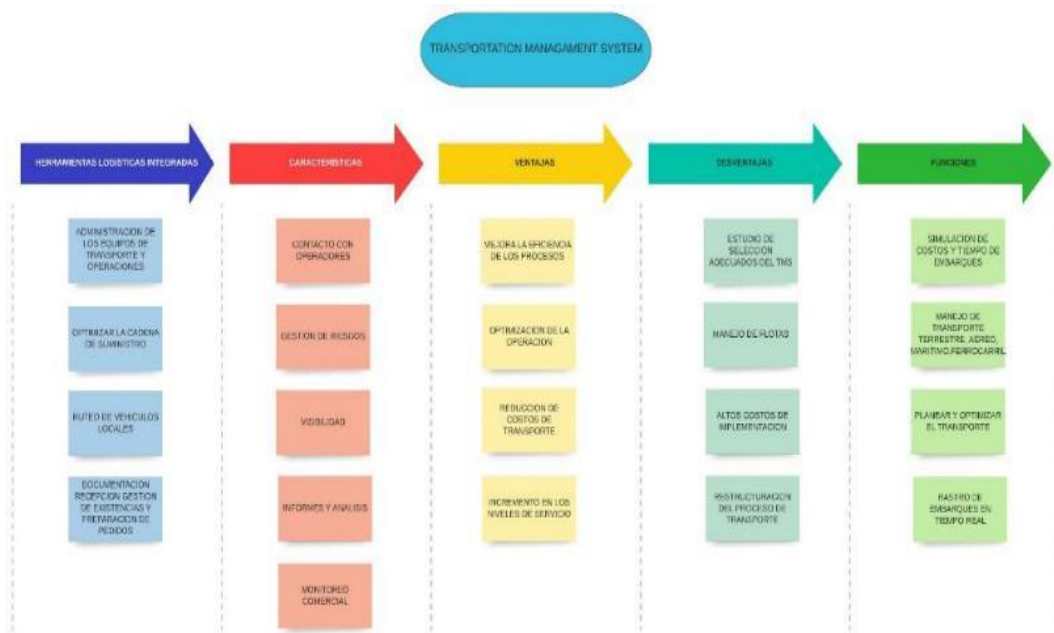 TRANSPORTATION MANAGAMENT SYSTEM
HERRAMIENTAS LOGISTICAS INTEGRADAS
CARACTERISTICAS
VENTAJAS
DESVENTAJAS
FUNCIONES
ADMINISTRACION DE
LOS EQUIPOS DE
TRANSPORTE Y
OPERACIONES
OPTIMIZAR LA CADENA
DE SUMINISTRO
RUTEO DE VEHICULOS
LOCALES
DOCUMENTACION
RECEPCION GESTION
DE EXISTENCIAS Y
PREPARACION DE
PEDIDOS
CONTACTO CON
OPERADORES
GESTION DE RIESGOS
VISIBILIDAD
INFORMES Y ANALISIS
MONITOREO
COMERCIAL
MEJORA LA EFICIENCIA
DE LOS PROCESOS
OPTIMIZACION DE LA
OPERACION
REDUCCION DE
COSTOS DE
TRANSPORTE
INCREMENTO EN LOS
NIVELES DE SERVICIO
ESTUDIO DE
SELECCION
ADECUADOS DEL TMS
MANEJO DE FLOTAS
ALTOS COSTOS DE
IMPLEMENTACION
RESTRUCTURACION
DEL PROCESO DE
TRANSPORTE
SIMULACION DE
COSTOS Y TIEMPO DE
EMBARQUES
MANEJO DE
TRANSPORTE
TERRESTRE, AEREO,
MARITIMO,FERROCARRIL
PLANEAR Y OPTIMIZAR
EL TRANSPORTE
RASTRO DE
EMBARQUES EN
TIEMPO REAL